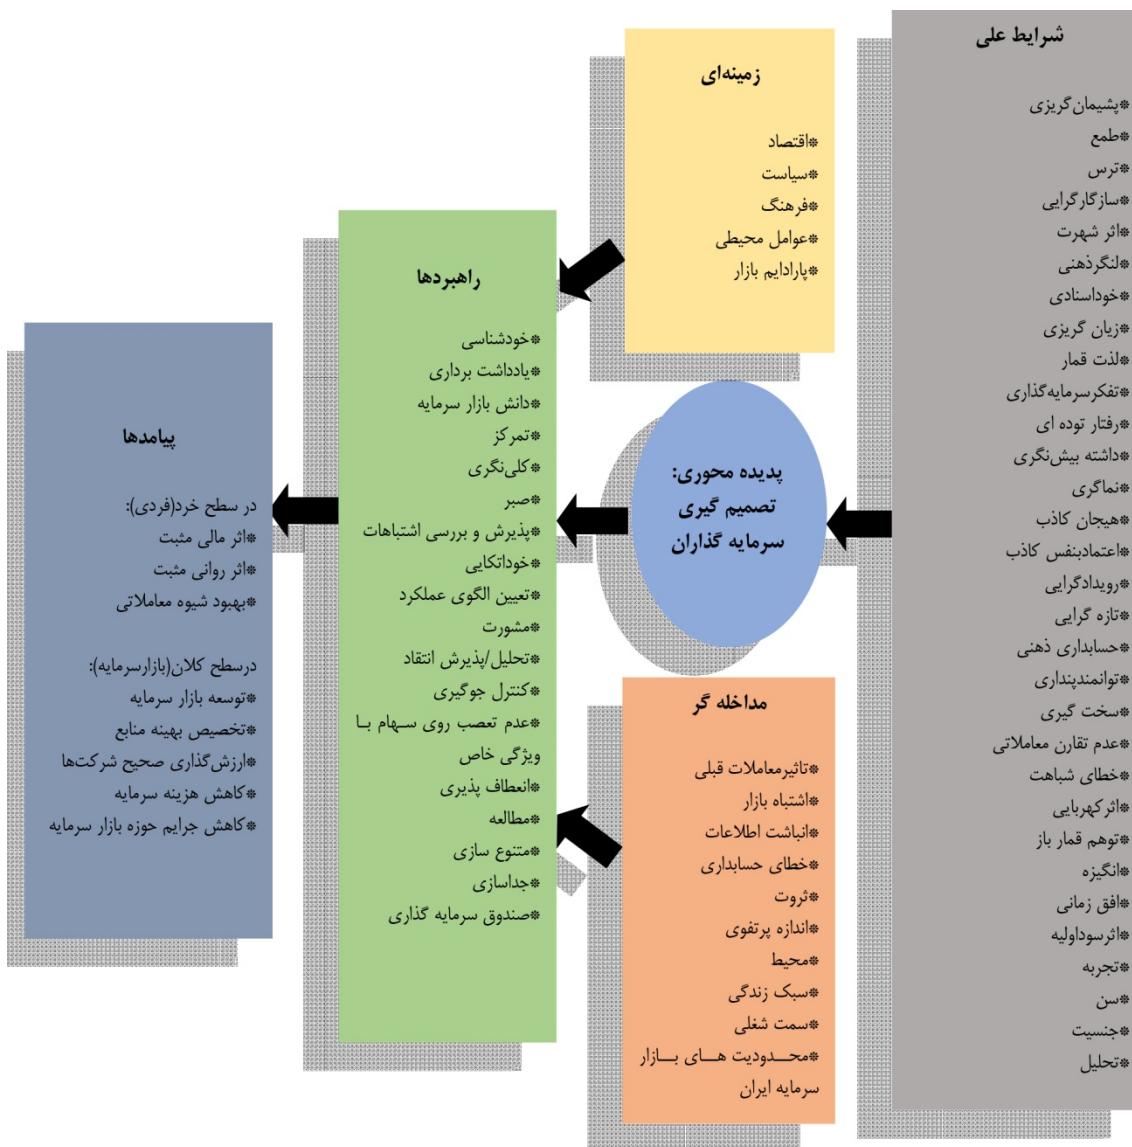 شرایط علی
*پشیمان‌گریزی
*طمع
*ترس
*سازگارگرایی
*اثر شهرت
*لنگرذهنی
*خوداسنادی
*زیان گریزی
*لذت قمار
*تفکرسرمایه‌گذاری
*رفتار توده ای
*داشته بیش‌نگری
*نماگری
*هیجان کاذب
*اعتمادبنفس کاذب
*رویدادگرایی
*تازه گرایی
*حسابداری ذهنی
*توانمندپنداری
*سخت گیری
*عدم تقارن معاملاتی
*خطای شباهت
*اثرکهربایی
*توهم قمار باز
*انگیزه
*افق زمانی
*اثرسوداولیه
*تجربه
*سن
*جنسیت
*تحلیل
زمینه‌ای
*اقتصاد
*سیاست
*فرهنگ
*عوامل محیطی
*پارادایم بازار
پدیده محوری:
تصمیم گیری
سرمایه گذاران
مداخله گر
*تاثیرمعاملات قبلی
*اشتباه بازار
*انباشت اطلاعات
*خطای حسابداری
*ثروت
*اندازه پرتفوی
*محیط
*سبک زندگی
*سمت شغلی
*محـدودیت هـای بـازار
سرمایه ایران
راهبردها
*خودشناسی
*یادداشت برداری
*دانش بازار سرمایه
*تمرکز
*کلی‌نگری
*صبر
*پذیرش و بررسی اشتباهات
*خوداتکایی
*تعیین الگوی عملکرد
*مشورت
*تحلیل/پذیرش انتقاد
*کنترل جوگیری
*عدم تعصب روی سـهام بـا
ویژگی خاص
*انعطاف پذیری
*مطالعه
*متنوع سازی
*جداسازی
*صندوق سرمایه گذاری
پیامدها
در سطح خرد(فردی):
*اثر مالی مثبت
*اثر روانی مثبت
*بهبود شیوه معاملاتی
درسطح کلان(بازارسرمایه):
*توسعه بازار سرمایه
*تخصیص بهینه منابع
*ارزش‌گذاری صحیح شرکت‌ها
*کاهش هزینه سرمایه
*کاهش جرایم حوزه بازار سرمایه